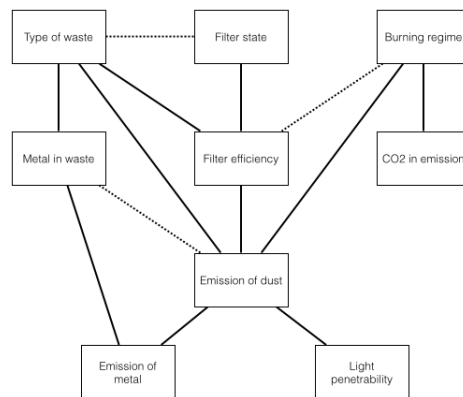 Type of waste
Filter state
Burning regime
Metal in waste
Filter efficiency
CO2 in emission
Emission of dust
Emission of
metal
Light
penetrability